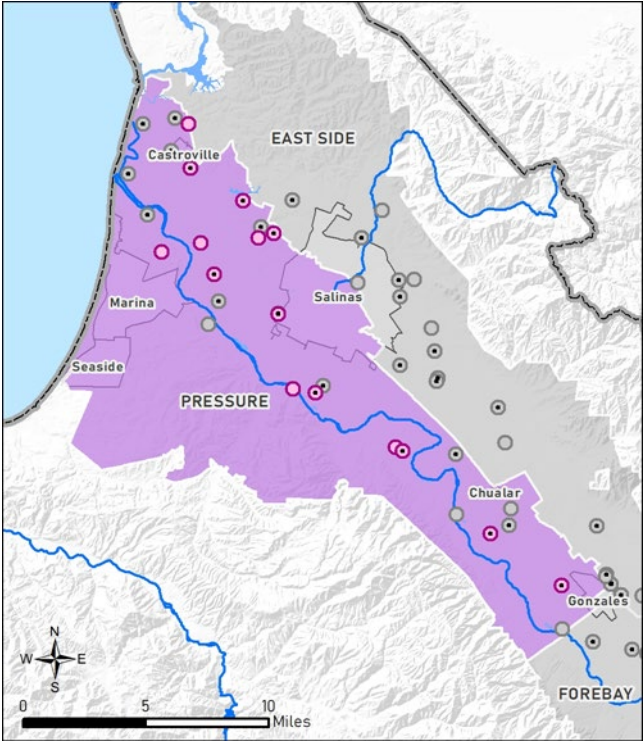 EAST SIDE
Castroville
Salinas
Marina
Seaside
PRESSURE
Chualar
Gonzales
N
W E
S
0 5 10
Miles
FOREBAY